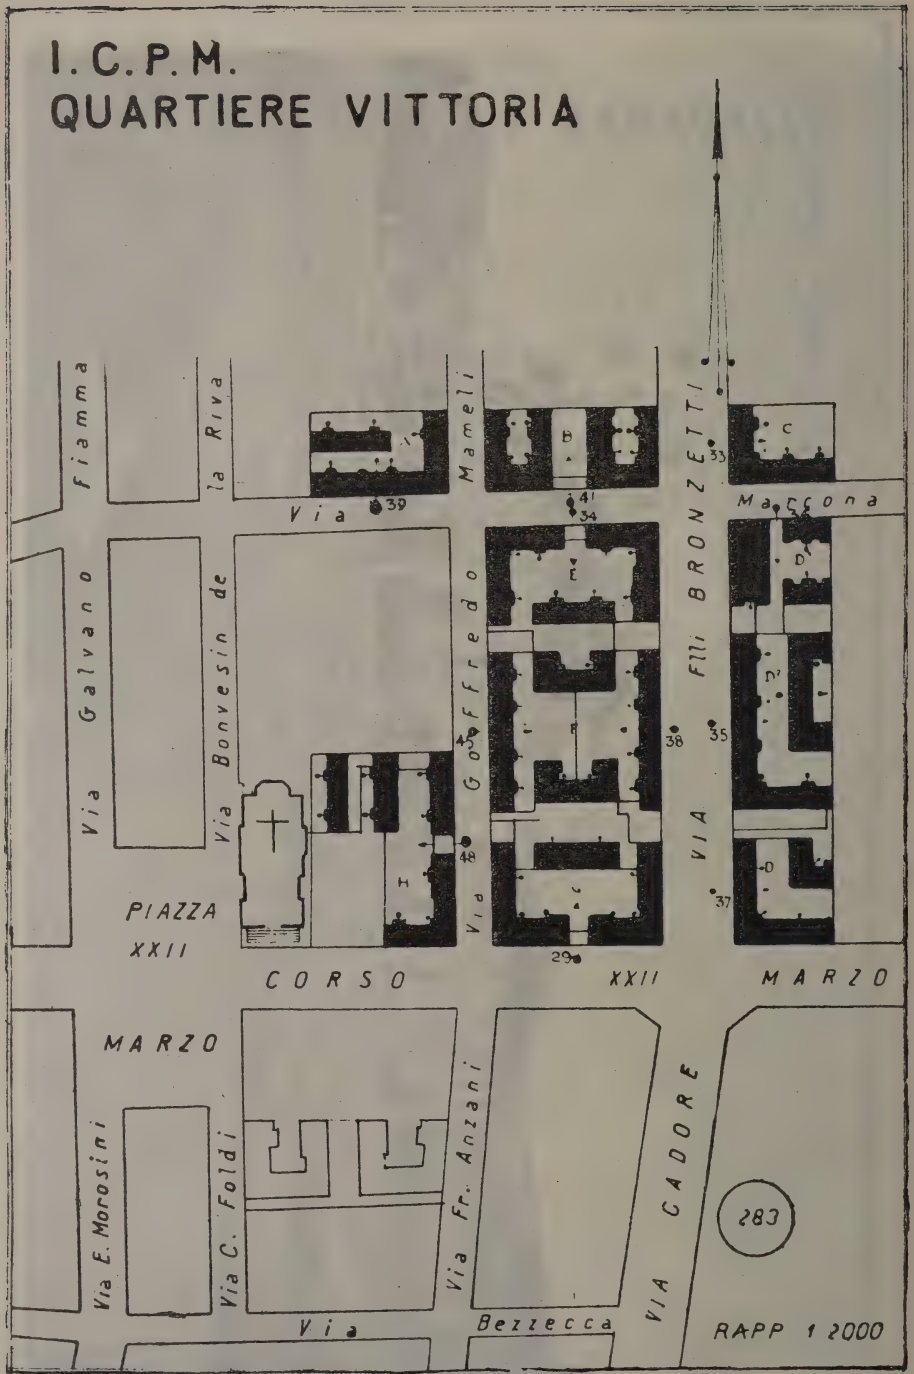 I.C.P.M.
QUARTIERE VITTORIA
Via Galvano Fiamma
Via Bonvesin de la Riva
Via Goffredo Mameli
VIA Flli BRONZETTI
A
B
C
33
39
41
34
Via Marcona
E
D
D'
F
45
38
35
48
H
D
37
29
PIAZZA
XXII
MARZO
CORSO XXII MARZO
Via E. Morosini
Via C. Foldi
Via Fr. Anzani
VIA CADORE
283
Via Bezzecca
RAPP 1 2000